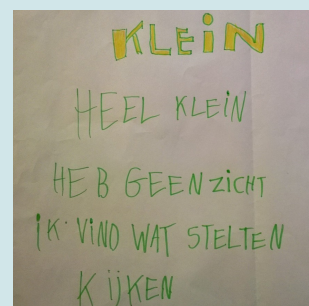 KLEIN
HEEL KLEIN
HEB GEEN ZICHT
iK VIND WAT STELTEN
KIJKEN